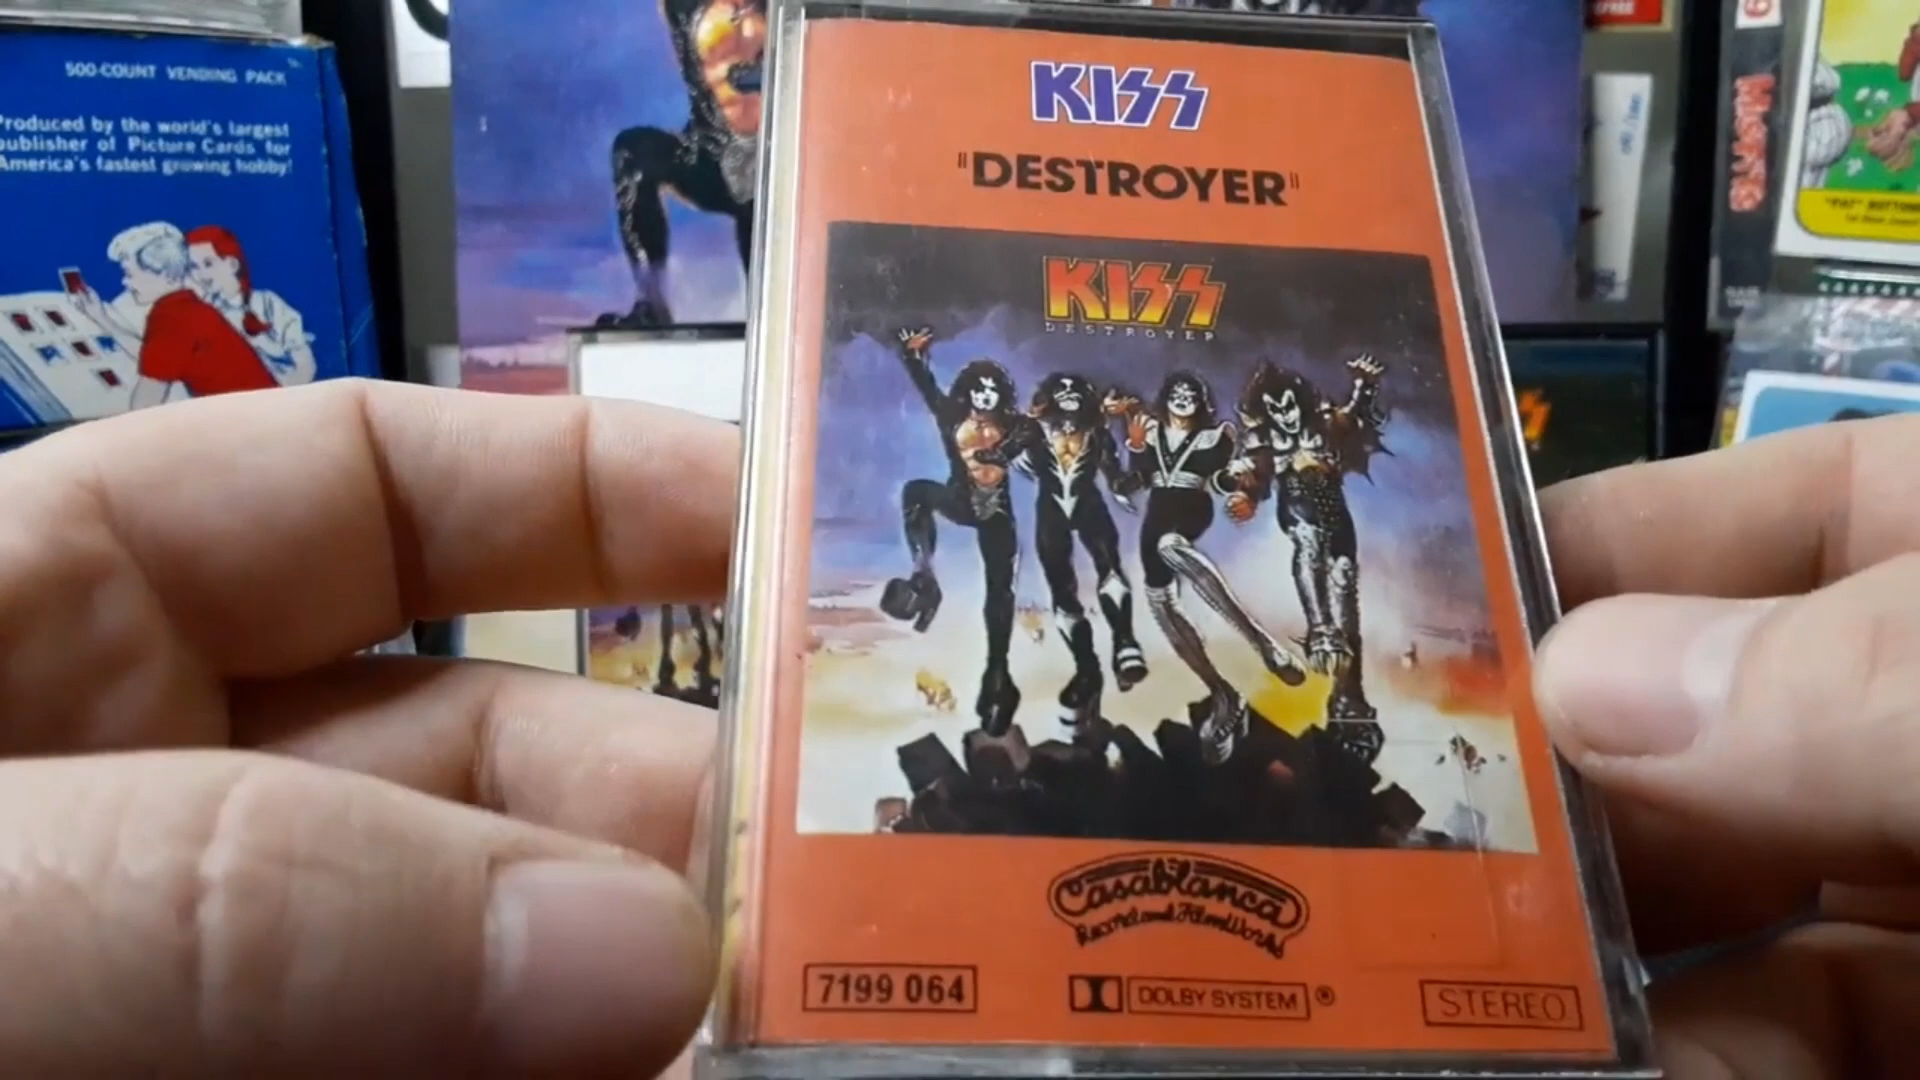 500-COUNT VENDING PACK
Produced by the world's largest
publisher of Picture Cards for
America's fastest growing hobby!
KISS
"DESTROYER"
KISS
DESTROYER
Casablanca
Record and FilmWorks
7199 064
DOLBY SYSTEM ®
STEREO